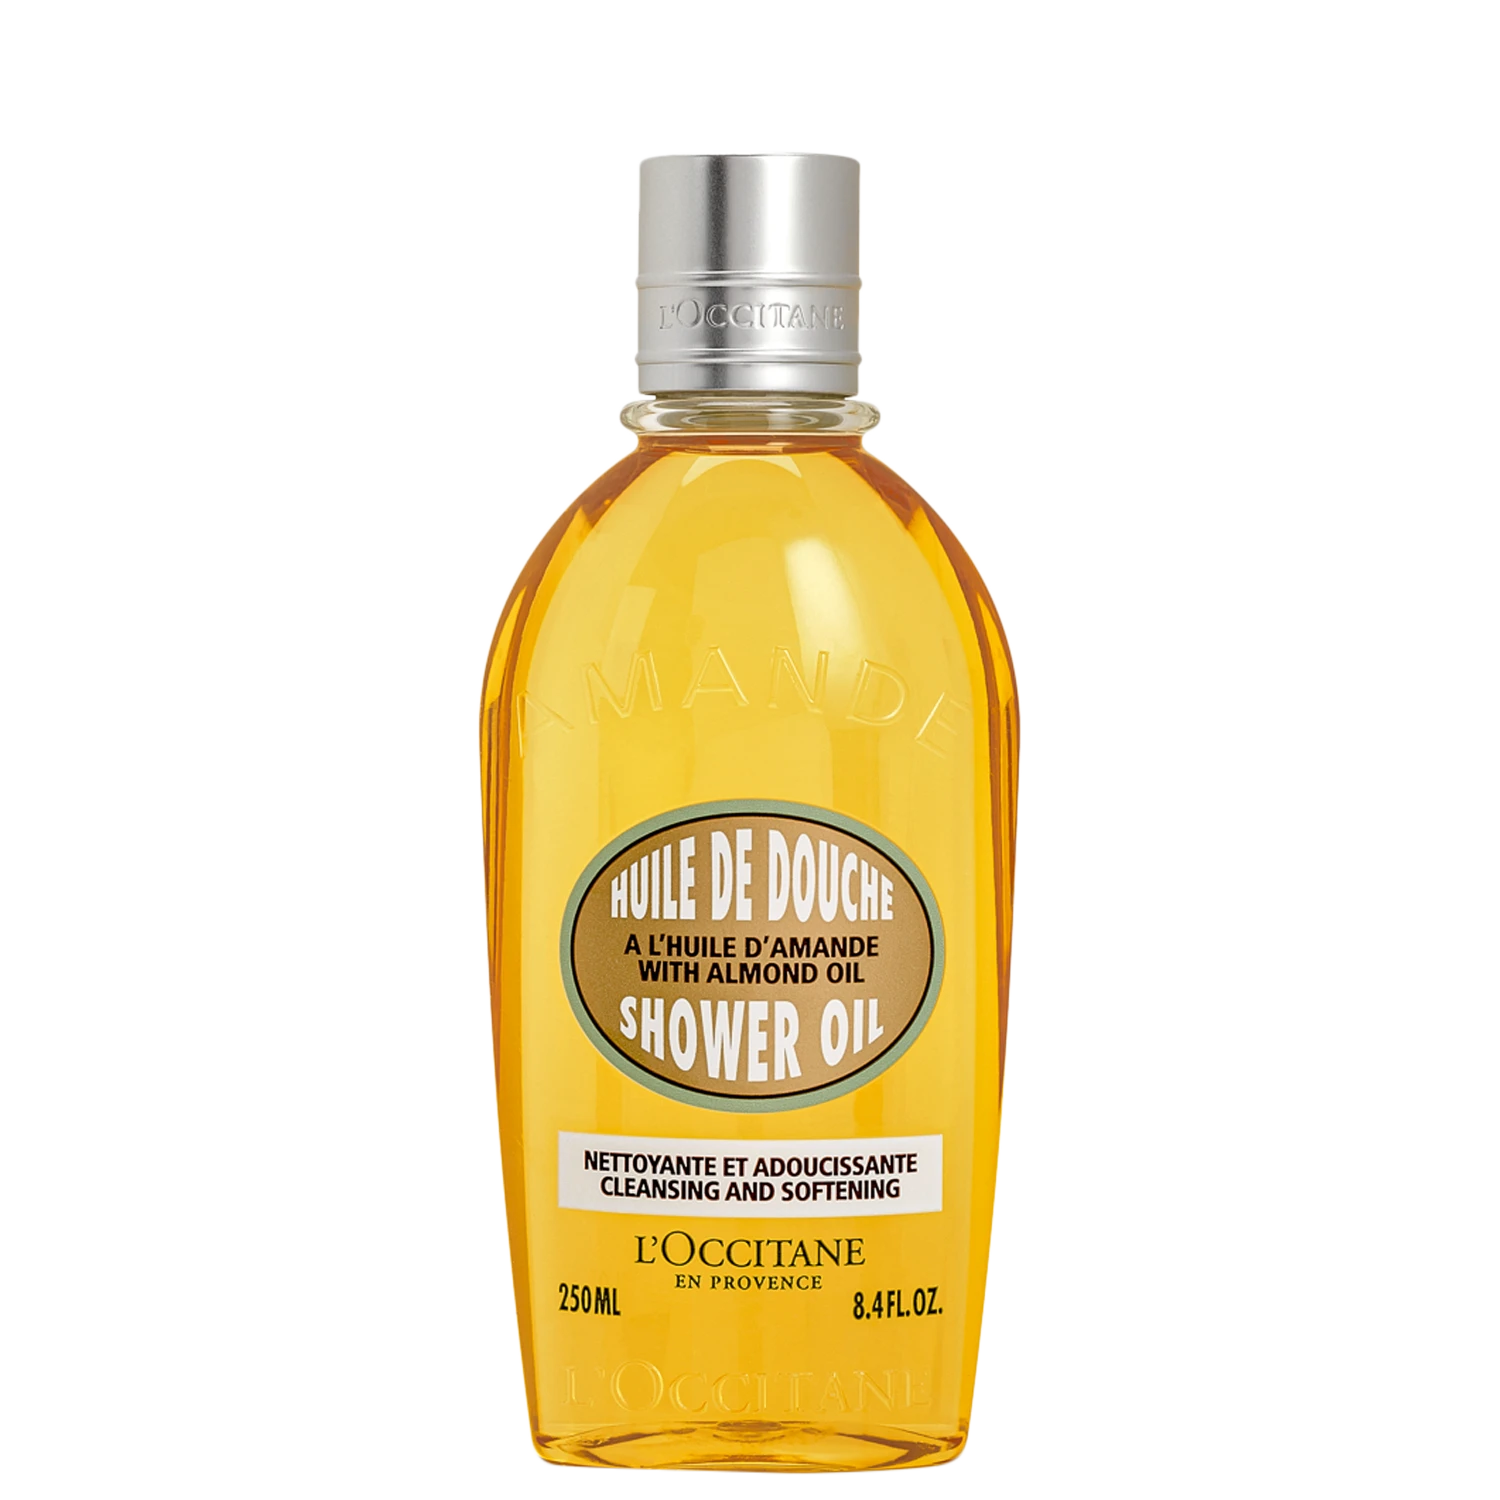 L'OCCITANE
AMANDE
HUILE DE DOUCHE
A L'HUILE D'AMANDE
WITH ALMOND OIL
SHOWER OIL
NETTOYANTE ET ADOUCISSANTE
CLEANSING AND SOFTENING
L'OCCITANE
EN PROVENCE
250ML 8.4FL.OZ.
L'OCCITANE